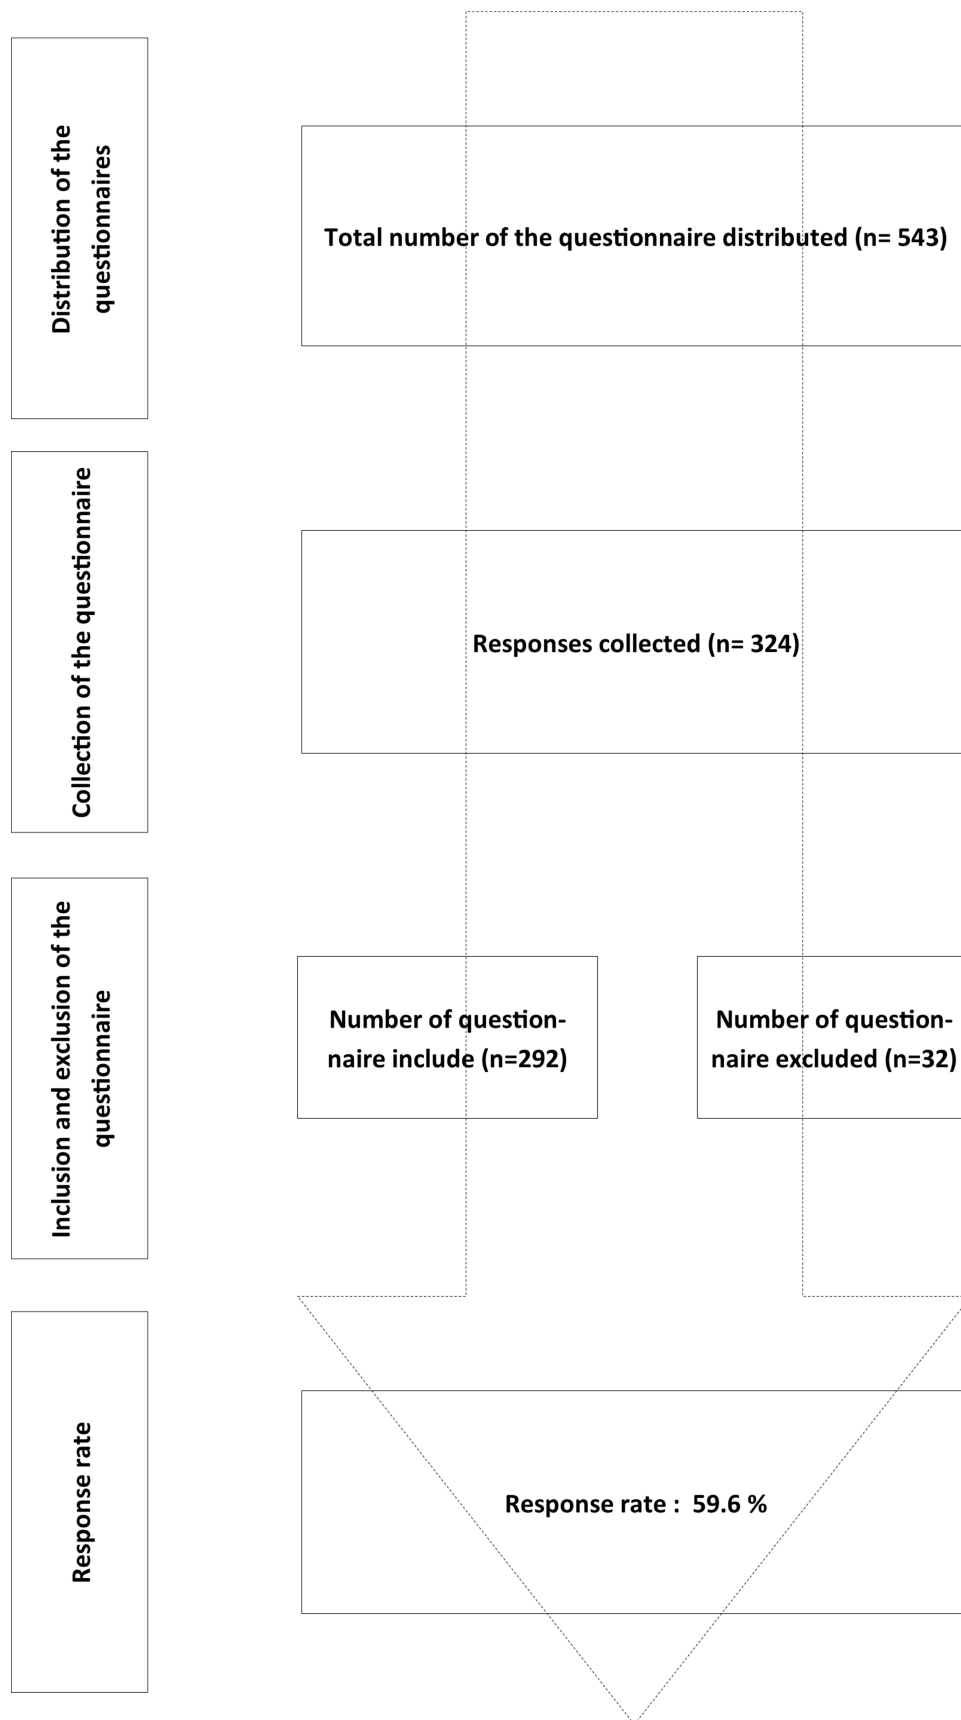 Distribution of the
questionnaires
Total number of the questionnaire distributed (n= 543)
Collection of the questionnaire
Responses collected (n= 324)
Inclusion and exclusion of the
questionnaire
Number of question-
naire include (n=292)
Number of question-
naire excluded (n=32)
Response rate
Response rate :  59.6 %